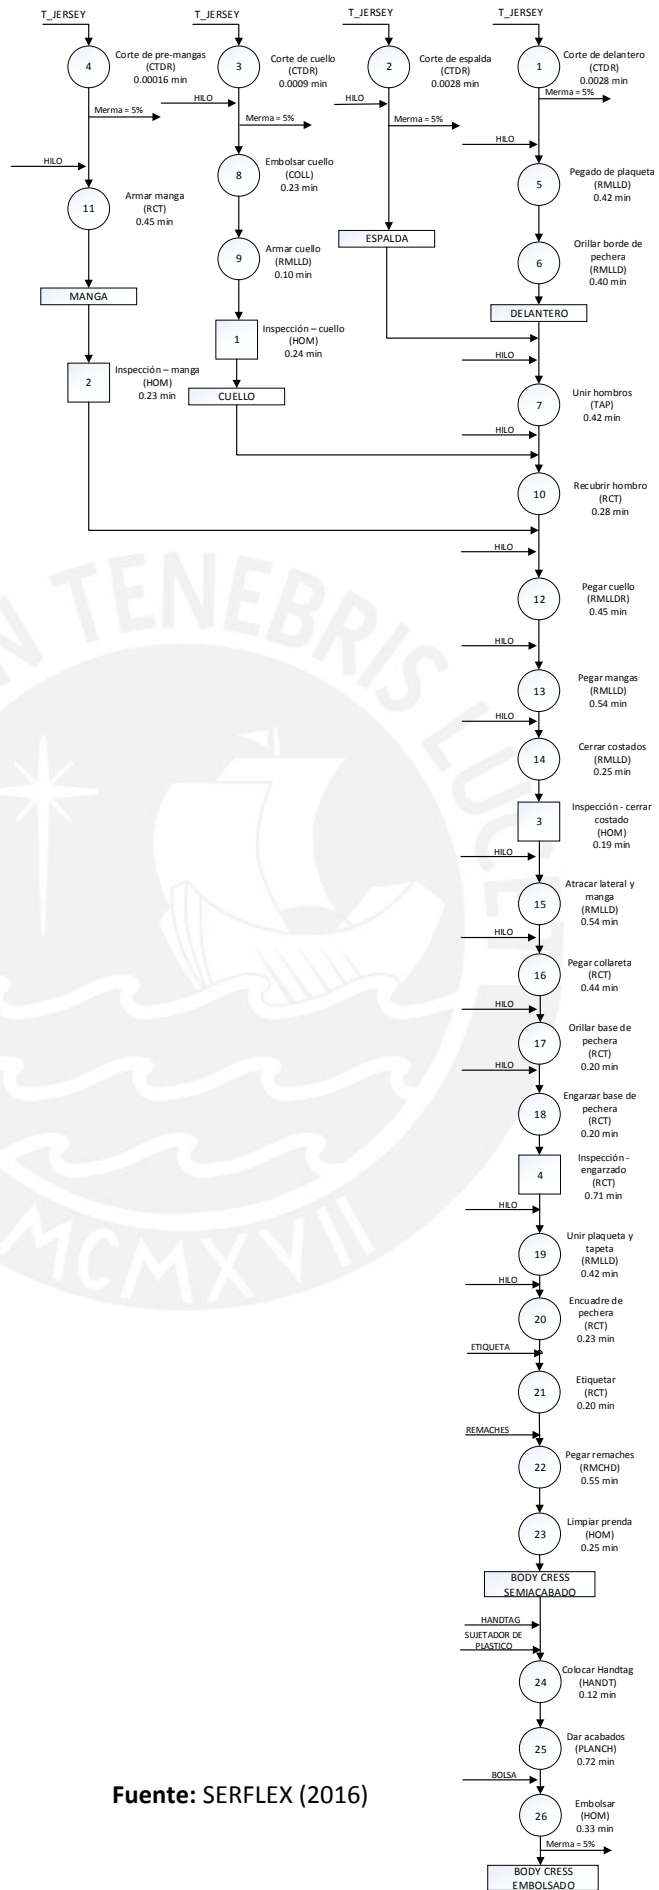 T_JERSEY
T_JERSEY
T_JERSEY
T_JERSEY
4
Corte de pre-mangas
(CTDR)
0.00016 min
3
Corte de cuello
(CTDR)
0.0009 min
2
Corte de espalda
(CTDR)
0.0028 min
1
Corte de delantero
(CTDR)
0.0028 min
HILO
HILO
Merma = 5%
Merma = 5%
Merma = 5%
Merma = 5%
HILO
HILO
11
Armar manga
(RCT)
0.45 min
8
Embolsar cuello
(COLL)
0.23 min
5
Pegado de plaqueta
(RMLLD)
0.42 min
9
Armar cuello
(RMLLD)
0.10 min
ESPALDA
6
Orillar borde de
pechera
(RMLLD)
0.40 min
MANGA
DELANTERO
1
Inspección – cuello
(HOM)
0.24 min
2
Inspección – manga
(HOM)
0.23 min
CUELLO
HILO
7
Unir hombros
(TAP)
0.42 min
HILO
10
Recubrir hombro
(RCT)
0.28 min
HILO
12
Pegar cuello
(RMLLDR)
0.45 min
HILO
13
Pegar mangas
(RMLLD)
0.54 min
HILO
14
Cerrar costados
(RMLLD)
0.25 min
3
Inspección - cerrar
costado
(HOM)
0.19 min
HILO
15
Atracar lateral y
manga
(RMLLD)
0.54 min
HILO
16
Pegar collareta
(RCT)
0.44 min
HILO
17
Orillar base de
pechera
(RCT)
0.20 min
HILO
18
Engarzar base de
pechera
(RCT)
0.20 min
4
Inspección -
engarzado
(RCT)
0.71 min
HILO
19
Unir plaqueta y
tapeta
(RMLLD)
0.42 min
HILO
20
Encuadre de
pechera
(RCT)
0.23 min
ETIQUETA
21
Etiquetar
(RCT)
0.20 min
REMACHES
22
Pegar remaches
(RMCHD)
0.55 min
23
Limpiar prenda
(HOM)
0.25 min
BODY CRESS
SEMIACABADO
HANDTAG
SUJETADOR DE
PLASTICO
24
Colocar Handtag
(HANDT)
0.12 min
25
Dar acabados
(PLANCH)
0.72 min
BOLSA
26
Embolsar
(HOM)
0.33 min
Merma = 5%
BODY CRESS
EMBOLSADO
Fuente: SERFLEX (2016)
TENEBRIS LUCET
MCMXVII